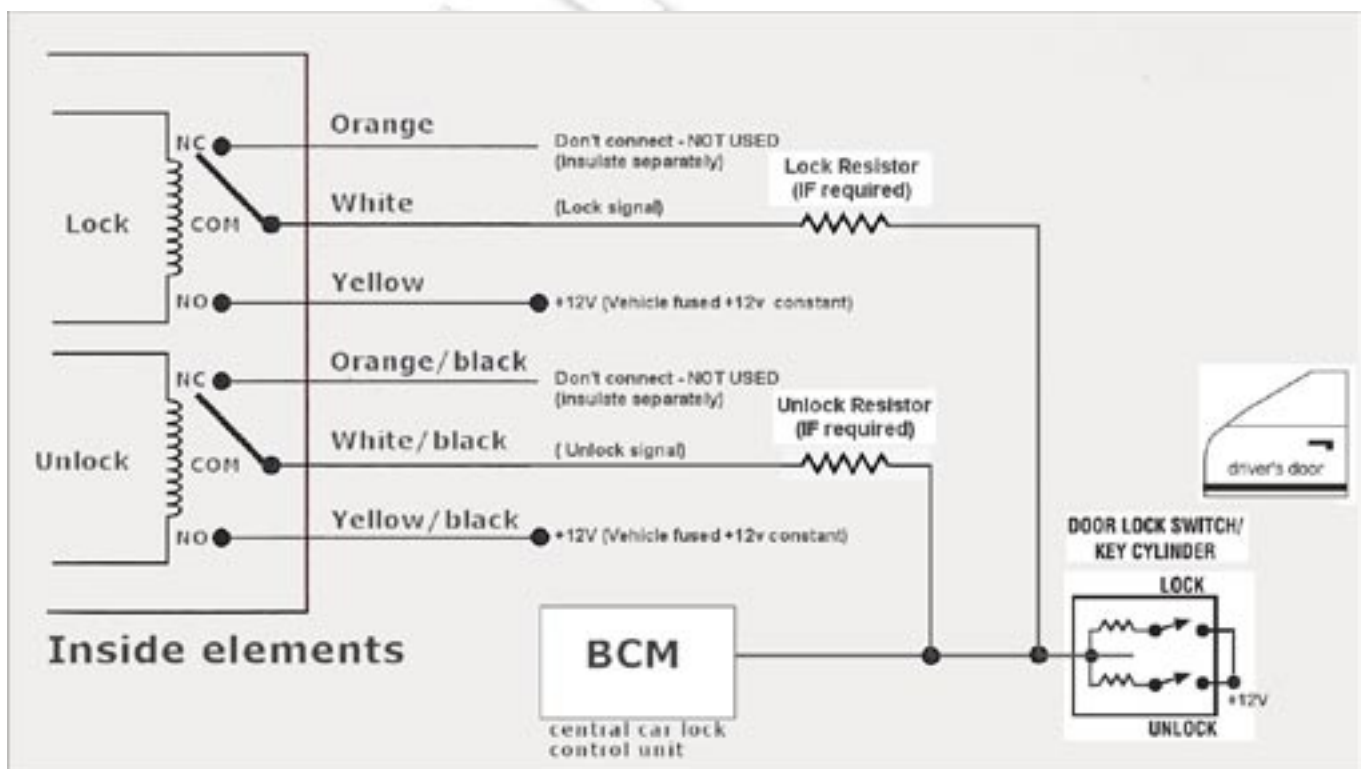 Orange
NC
Don't connect - NOT USED
(insulate separately)
Lock Resistor
(IF required)
Lock
White
COM
(Lock signal)
Yellow
NO
+12V (Vehicle fused +12v constant)
Orange/black
NC
Don't connect - NOT USED
(insulate separately)
Unlock Resistor
(IF required)
Unlock
White/black
COM
( Unlock signal)
driver's door
Yellow/black
NO
+12V (Vehicle fused +12v constant)
DOOR LOCK SWITCH/
KEY CYLINDER
LOCK
Inside elements
BCM
+12V
UNLOCK
central car lock
control unit